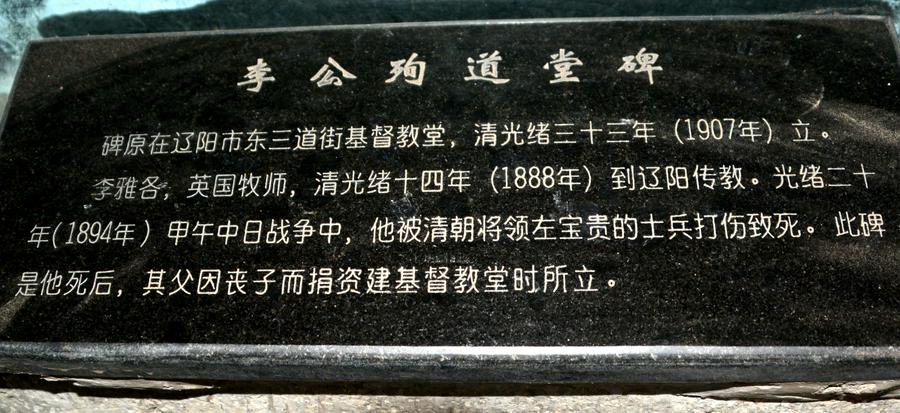 李公殉道堂碑
碑原在辽阳市东三道街基督教堂，清光绪三十三年（1907年）立。
李雅各，英国牧师，清光绪十四年（1888年）到辽阳传教。光绪二十
年（1894年）甲午中日战争中，他被清朝将领左宝贵的士兵打伤致死。此碑
是他死后，其父因丧子而捐资建基督教堂时所立。